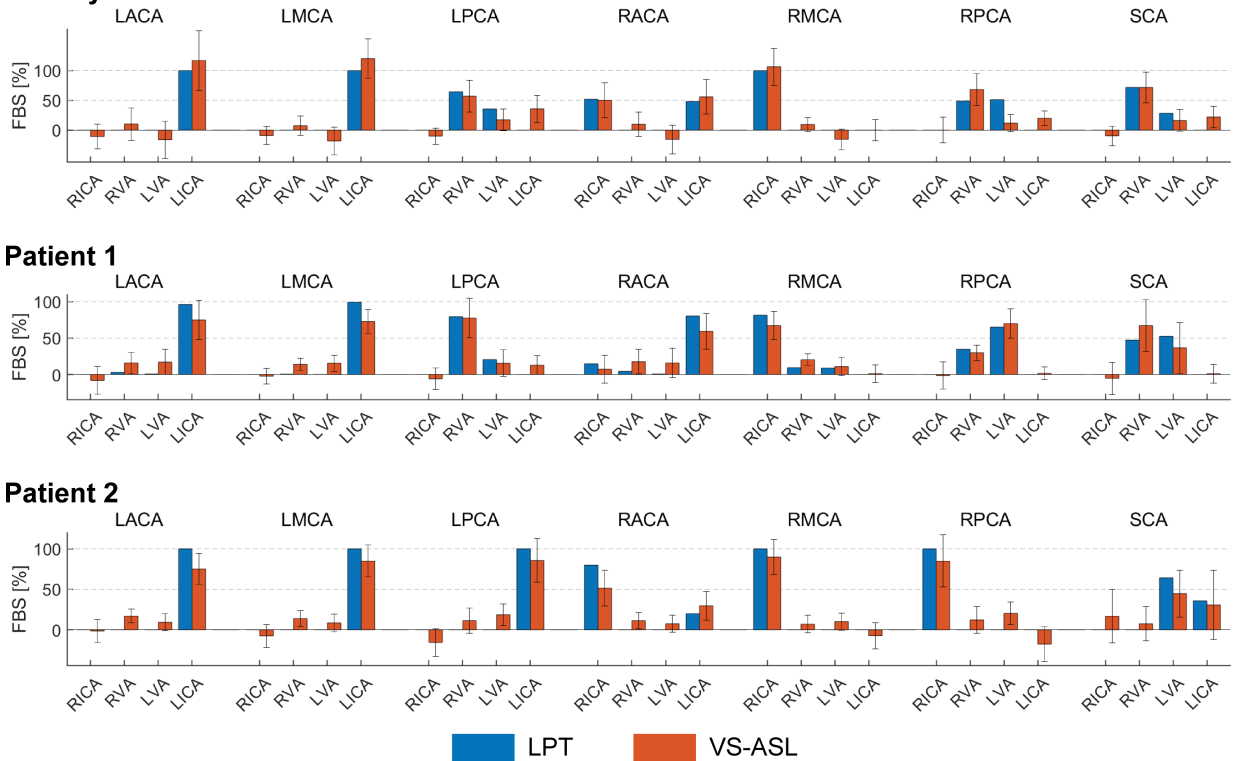 LACA LMCA LPCA RACA RMCA RPCA SCA
FBS [%]
100
50
0
RICA RVA LVA LICA RICA RVA LVA LICA RICA RVA LVA LICA RICA RVA LVA LICA RICA RVA LVA LICA RICA RVA LVA LICA RICA RVA LVA LICA
Patient 1
LACA LMCA LPCA RACA RMCA RPCA SCA
FBS [%]
100
50
0
RICA RVA LVA LICA RICA RVA LVA LICA RICA RVA LVA LICA RICA RVA LVA LICA RICA RVA LVA LICA RICA RVA LVA LICA RICA RVA LVA LICA
Patient 2
LACA LMCA LPCA RACA RMCA RPCA SCA
FBS [%]
100
50
0
RICA RVA LVA LICA RICA RVA LVA LICA RICA RVA LVA LICA RICA RVA LVA LICA RICA RVA LVA LICA RICA RVA LVA LICA RICA RVA LVA LICA
LPT VS-ASL